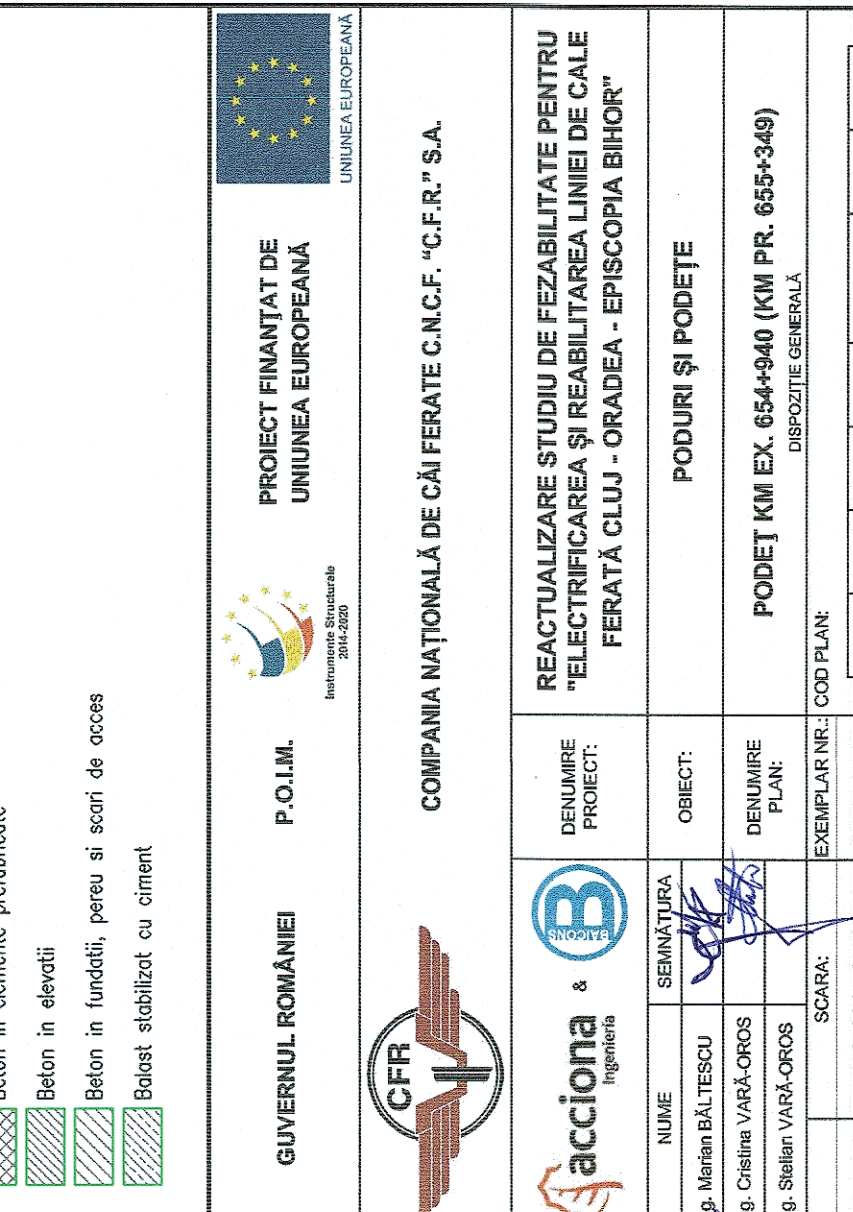 Beton in elevatii
Beton in fundatii, pereu si scari de acces
Balast stabilizat cu ciment
GUVERNUL ROMÂNIEI
P.O.I.M.
Instrumente Structurale
2014-2020
PROIECT FINANȚAT DE
UNIUNEA EUROPEANĂ
UNIUNEA EUROPEANĂ
CFR
COMPANIA NAȚIONALĂ DE CĂI FERATE C.N.C.F. “C.F.R.” S.A.
acciona
Ingenieria
&
B
BAICONS
DENUMIRE
PROIECT:
REACTUALIZARE STUDIU DE FEZABILITATE PENTRU
"ELECTRIFICAREA ȘI REABILITAREA LINIEI DE CALE
FERATĂ CLUJ - ORADEA - EPISCOPIA BIHOR"
NUME
SEMNĂTURA
OBIECT:
PODURI ȘI PODEȚE
g. Marian BĂLTESCU
g. Cristina VARĂ-OROS
g. Stelian VARĂ-OROS
DENUMIRE
PLAN:
PODEȚ KM EX. 654+940 (KM PR. 655+349)
DISPOZIȚIE GENERALĂ
SCARA:
EXEMPLAR NR.:
COD PLAN: